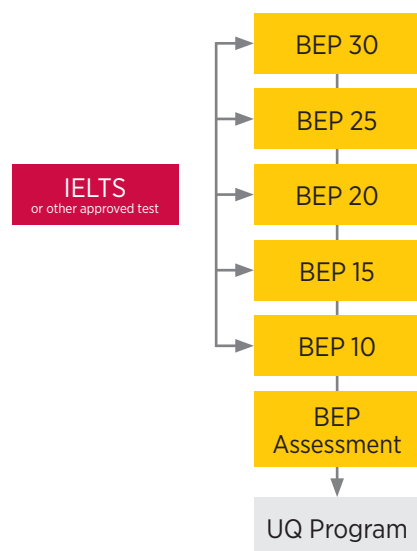 BEP 30
BEP 25
IELTS
or other approved test
BEP 20
BEP 15
BEP 10
BEP
Assessment
UQ Program